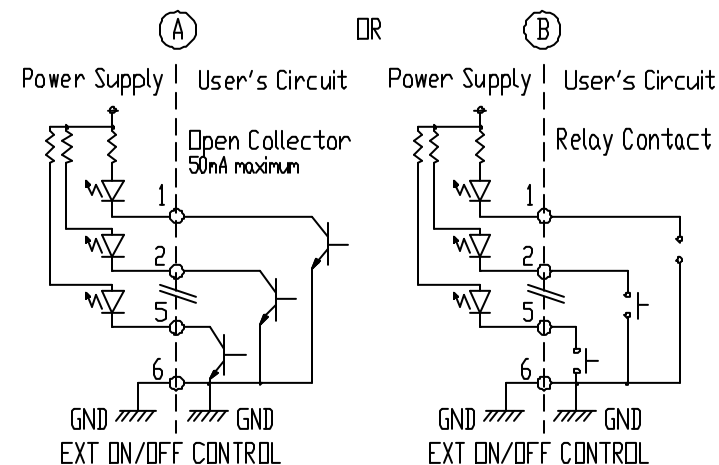 A OR B
Power Supply User's Circuit
Open Collector
50mA maximum
1
2
5
6
GND GND
EXT ON/OFF CONTROL
Power Supply User's Circuit
Relay Contact
1
2
5
6
GND GND
EXT ON/OFF CONTROL